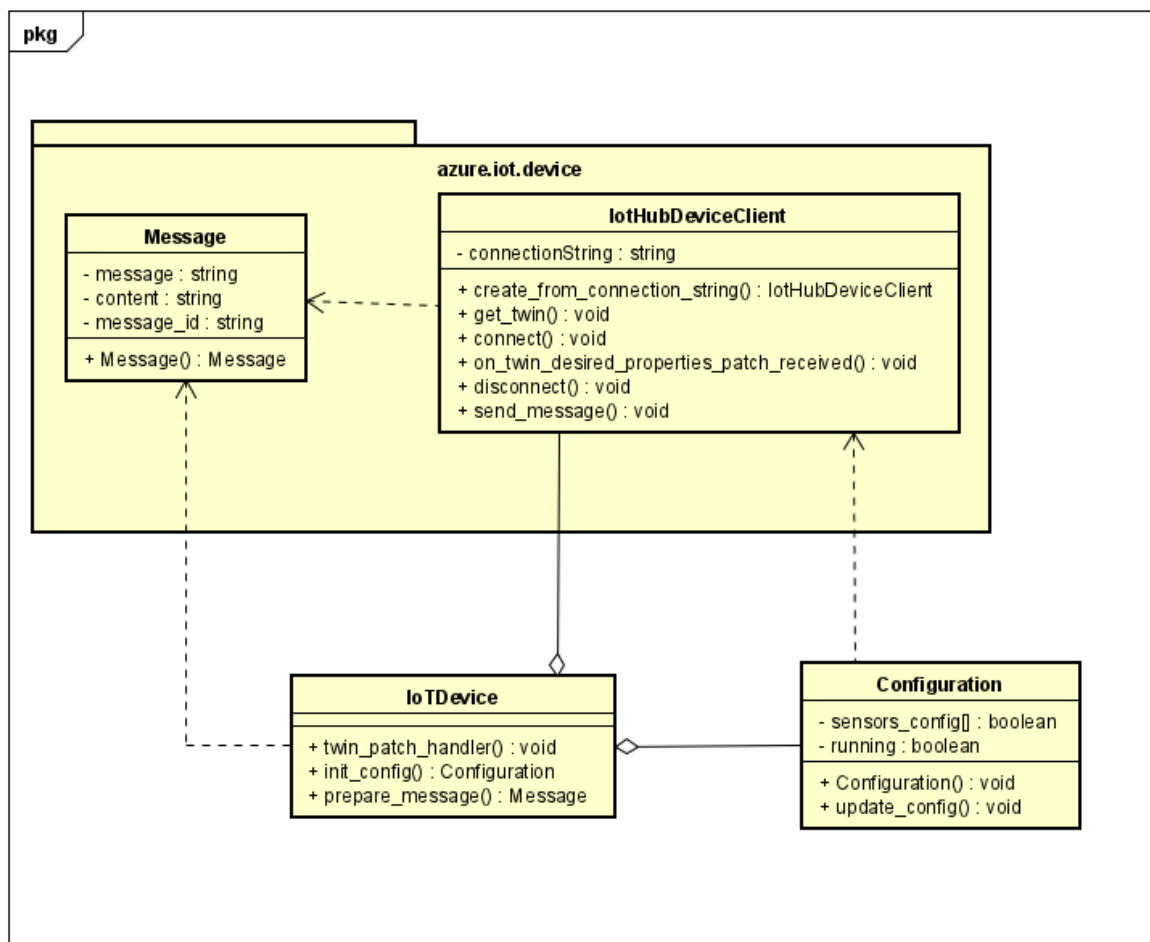 pkg
azure.iot.device
Message
- message : string
- content : string
- message_id : string
+ Message() : Message
IotHubDeviceClient
- connectionString : string
+ create_from_connection_string() : IotHubDeviceClient
+ get_twin() : void
+ connect() : void
+ on_twin_desired_properties_patch_received() : void
+ disconnect() : void
+ send_message() : void
IoTDevice
+ twin_patch_handler() : void
+ init_config() : Configuration
+ prepare_message() : Message
Configuration
- sensors_config[] : boolean
- running : boolean
+ Configuration() : void
+ update_config() : void